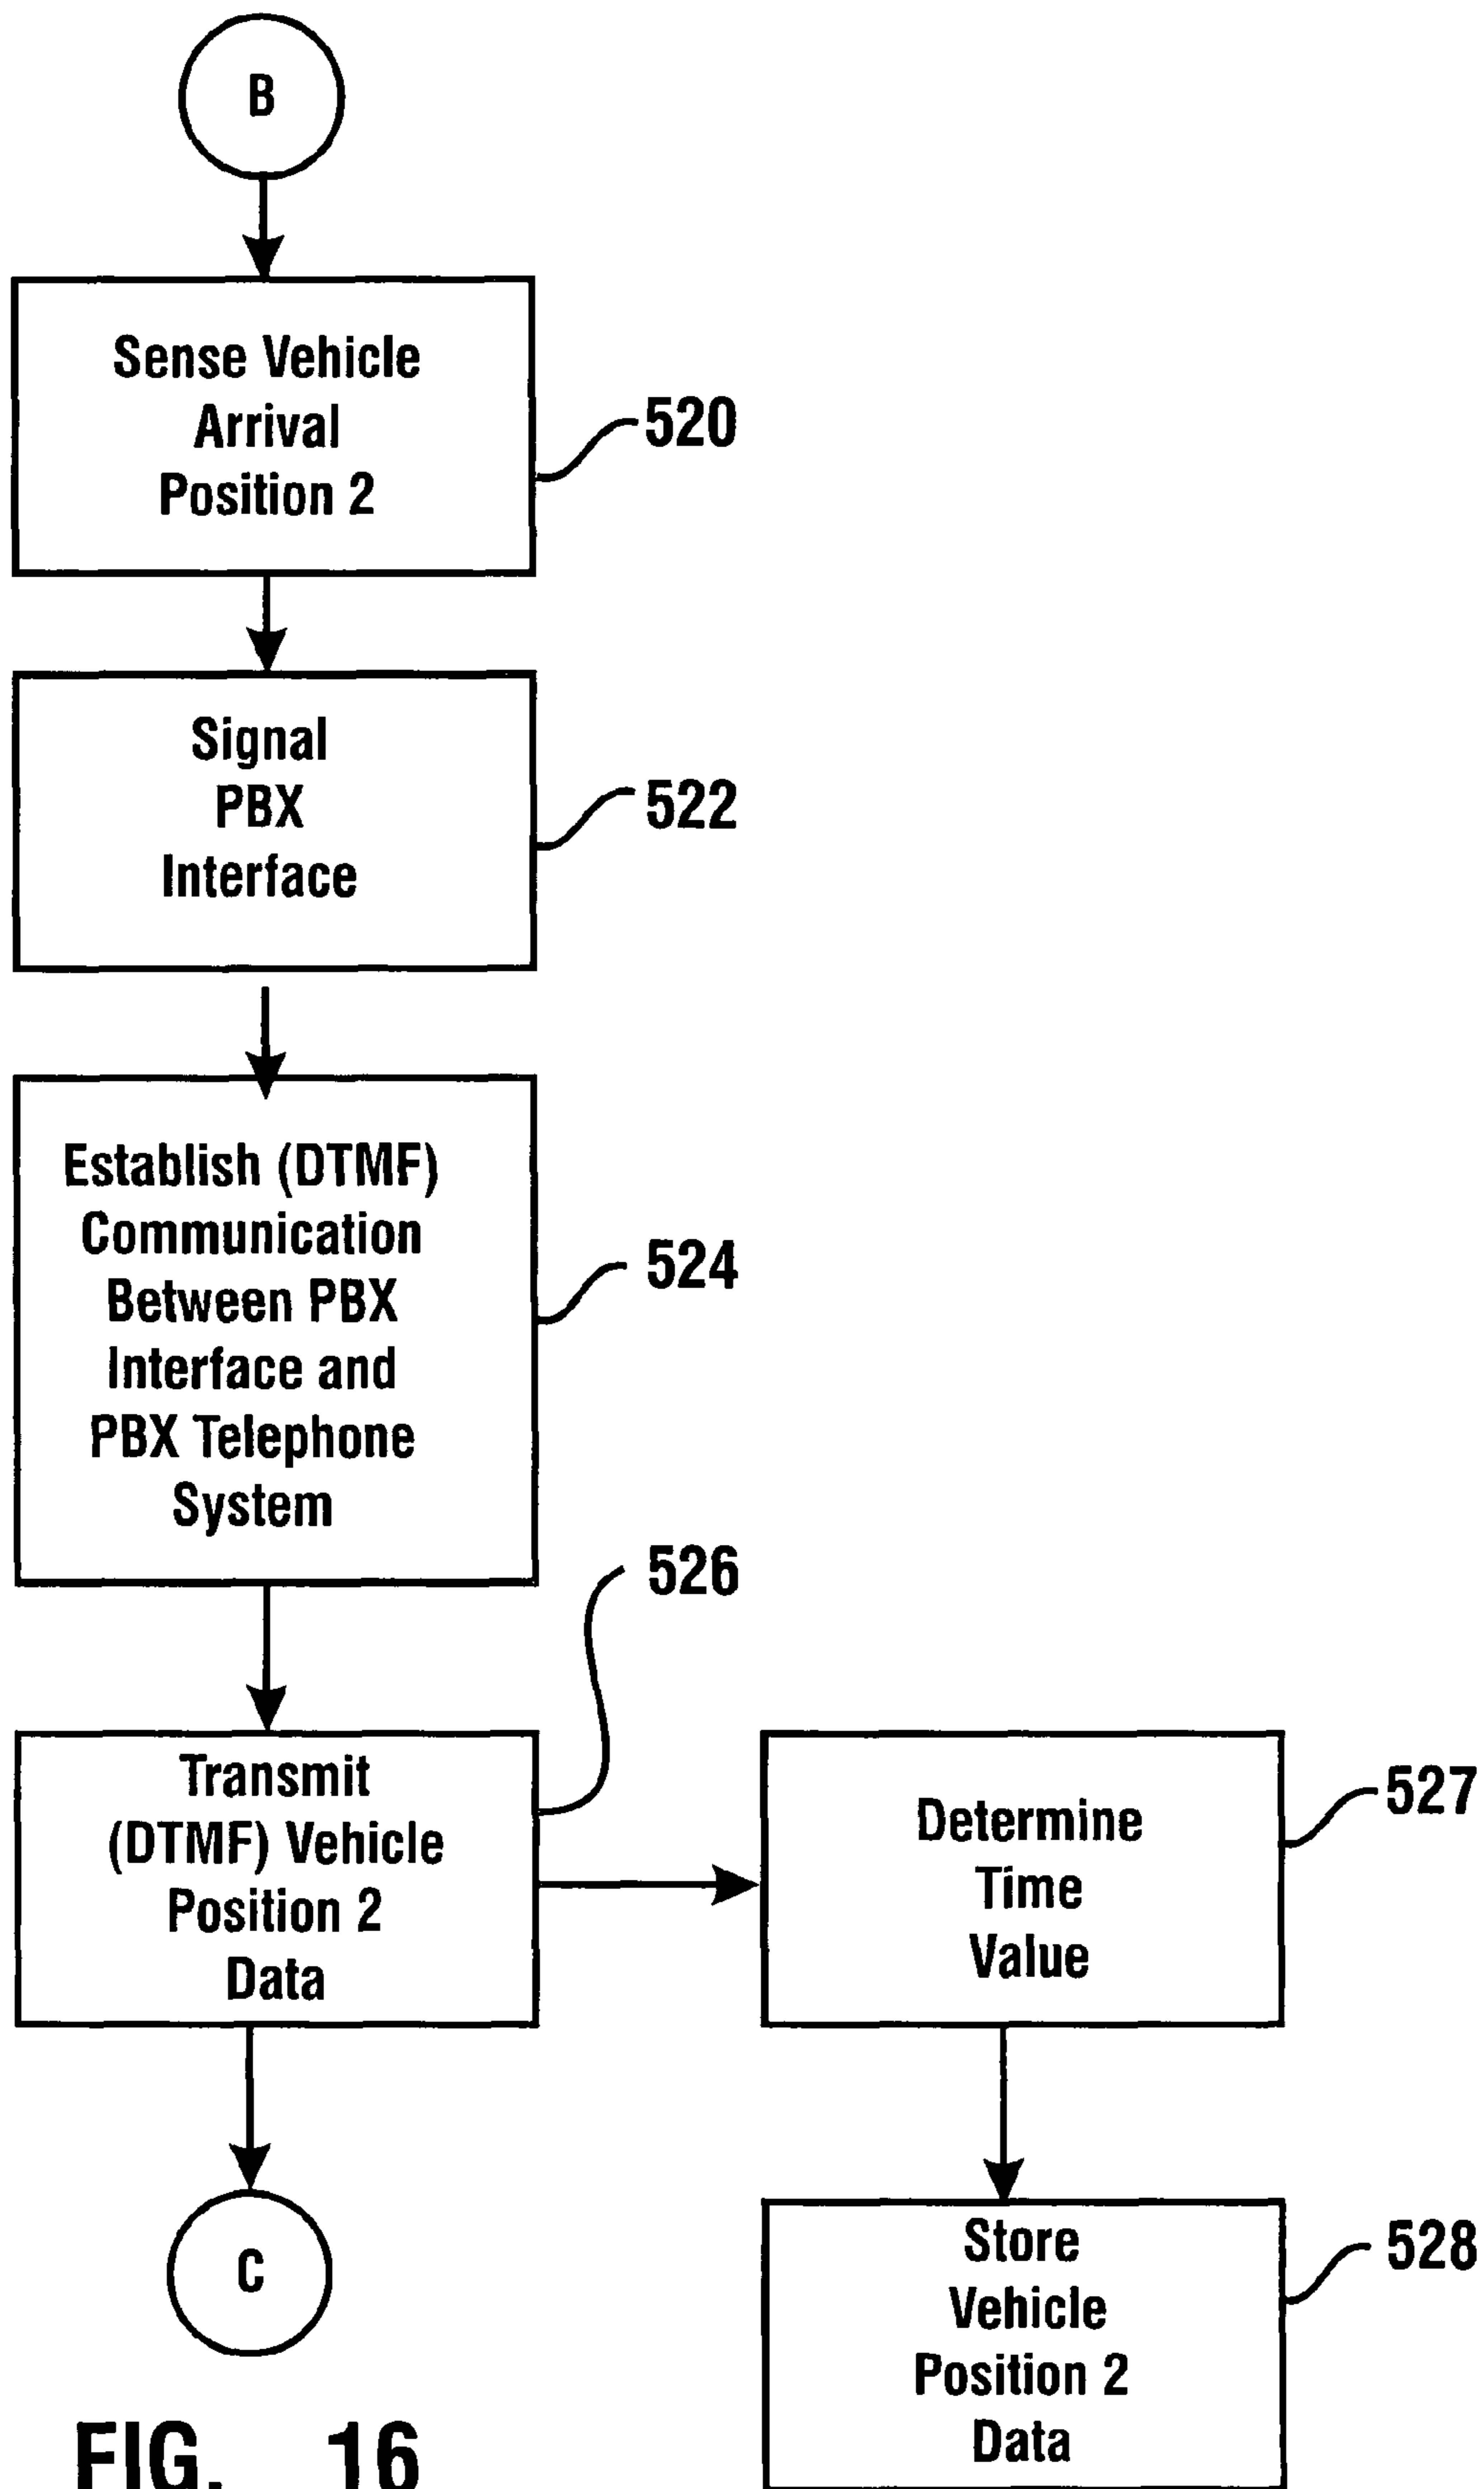 B
Sense Vehicle
Arrival
Position 2
520
Signal
PBX
Interface
522
Establish (DTMF)
Communication
Between PBX
Interface and
PBX Telephone
System
524
526
Transmit
(DTMF) Vehicle
Position 2
Data
Determine
Time
Value
527
C
Store
Vehicle
Position 2
Data
528
FIG. 16